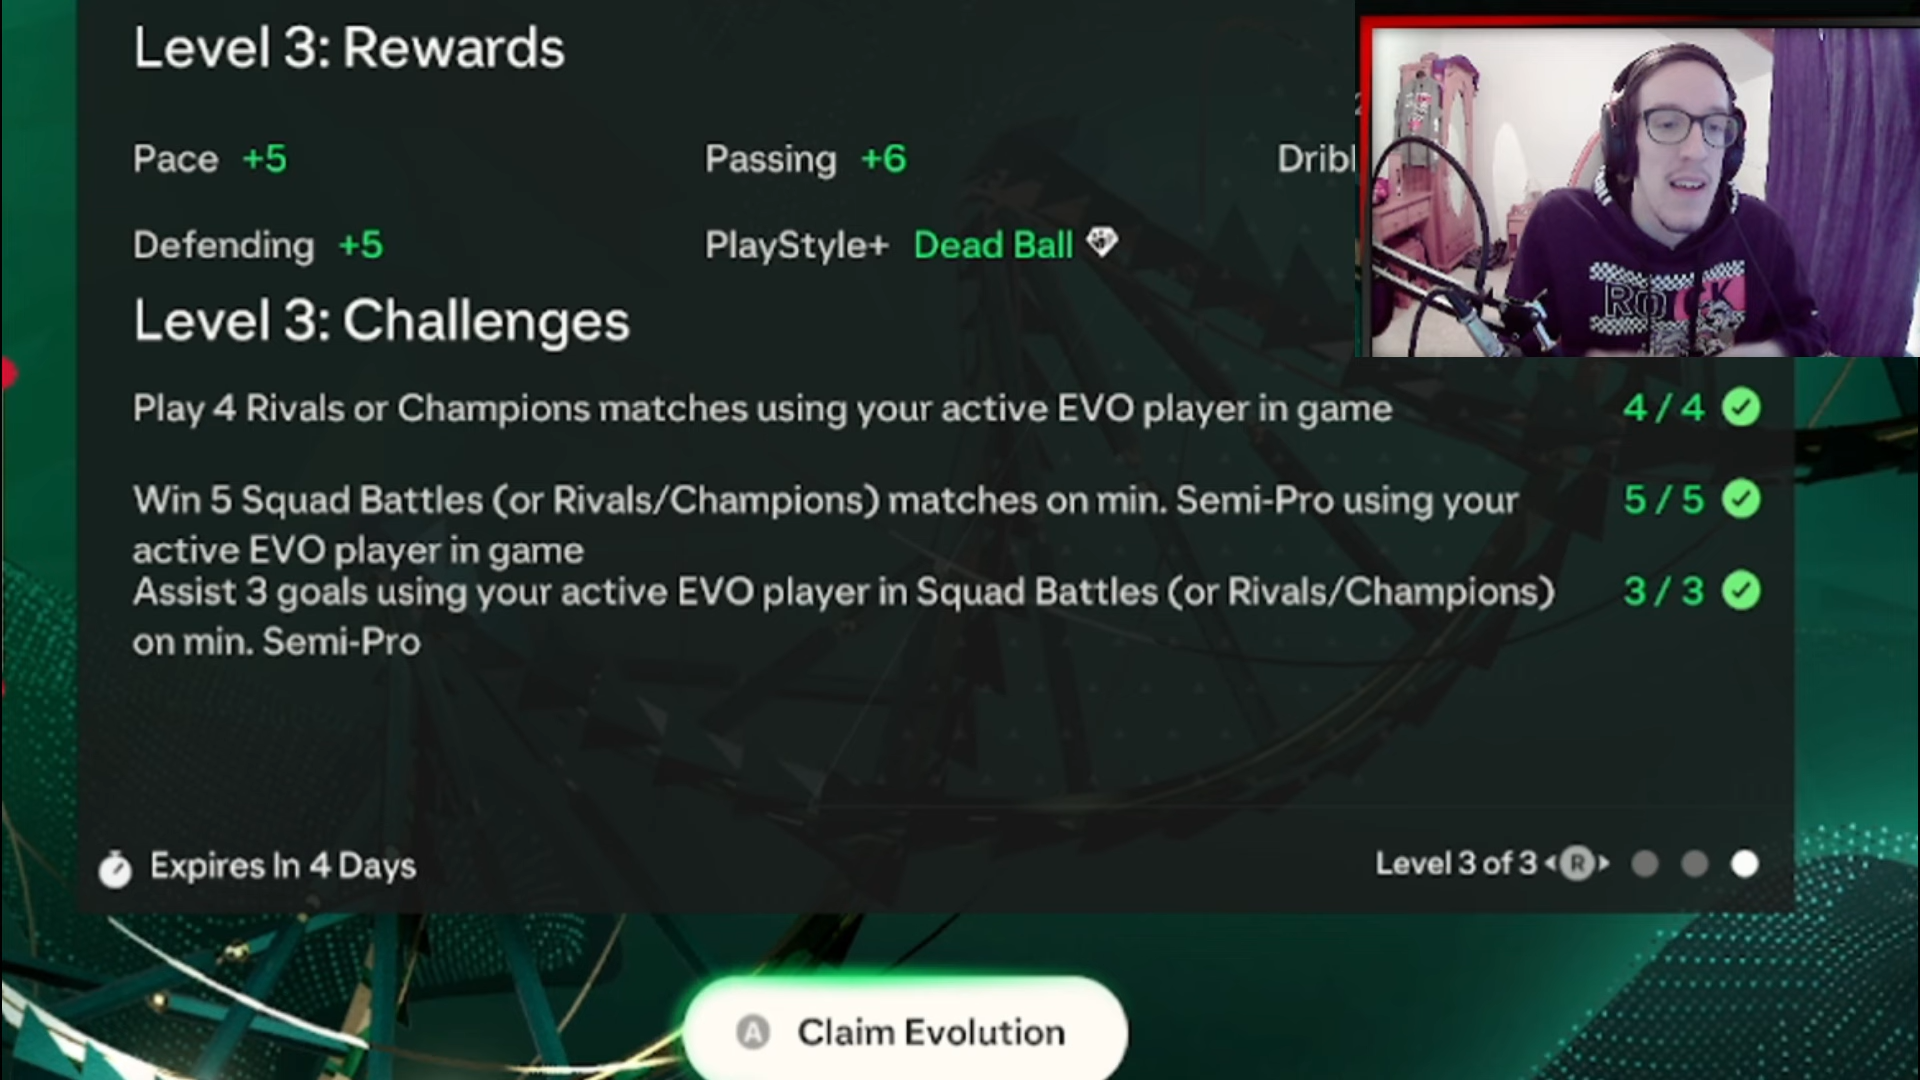 Level 3: Rewards
Pace +5
Passing +6
Dribl
Defending +5
PlayStyle+ Dead Ball
Level 3: Challenges
Play 4 Rivals or Champions matches using your active EVO player in game
4 / 4
Win 5 Squad Battles (or Rivals/Champions) matches on min. Semi-Pro using your
active EVO player in game
5 / 5
Assist 3 goals using your active EVO player in Squad Battles (or Rivals/Champions)
on min. Semi-Pro
3 / 3
Expires In 4 Days
Level 3 of 3 R
A Claim Evolution